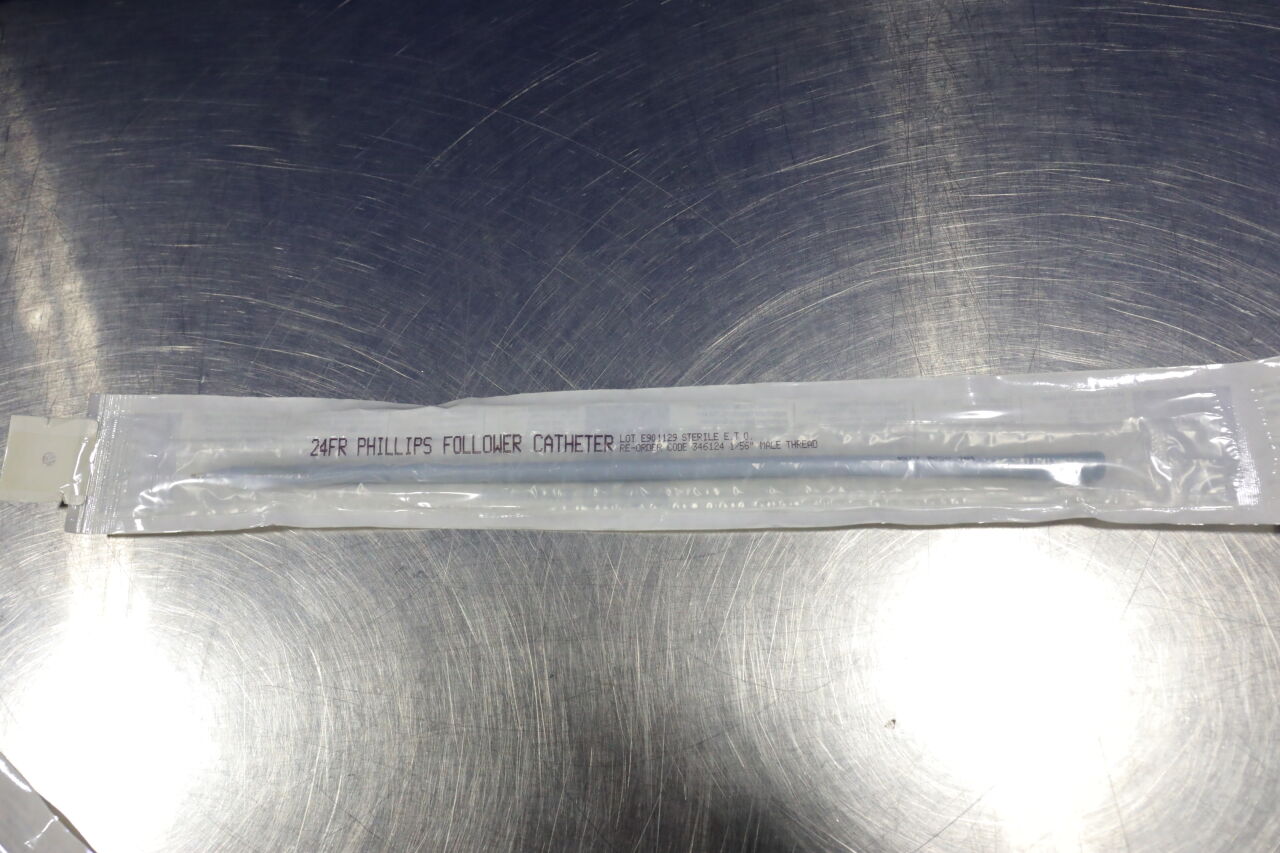 24FR PHILLIPS FOLLOWER CATHETER
LOT E901129 STERILE E.T.O.
RE-ORDER CODE 346124 1/56" MALE THREAD